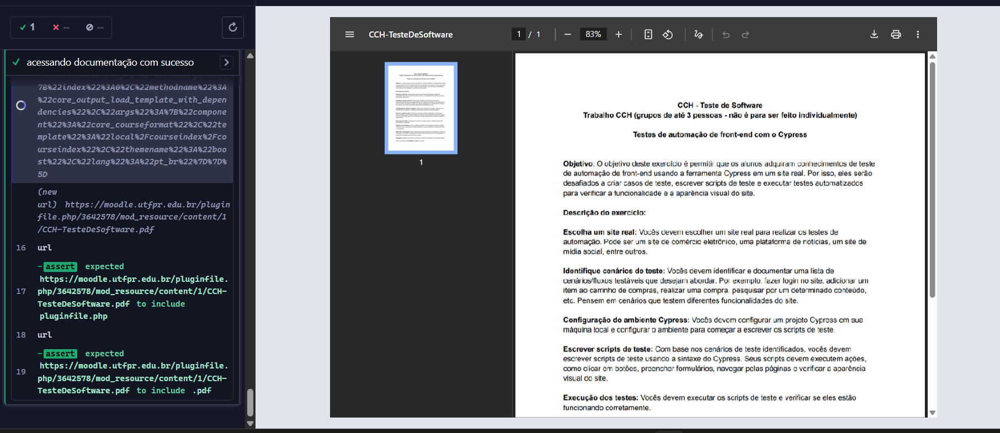 1 -- --
acessando documentação com sucesso
7B%22index%22%3A0%2C%22methodname%22%3A
%22core_output_load_template_with_depen
dencies%22%2C%22args%22%3A%7B%22compone
nt%22%3A%22core_courseformat%22%2C%22te
mplate%22%3A%22local%2Fcourseindex%2Fco
urseindex%22%2C%22themename%22%3A%22boo
st%22%2C%22lang%22%3A%22pt_br%22%7D%7D%
5D
(new
url) https://moodle.utfpr.edu.br/plugin
file.php/3642578/mod_resource/content/1
/CCH-TesteDeSoftware.pdf
16 url
-assert expected
https://moodle.utfpr.edu.br/pluginfile.
17 php/3642578/mod_resource/content/1/CCH-
TesteDeSoftware.pdf to include
pluginfile.php
18 url
-assert expected
https://moodle.utfpr.edu.br/pluginfile.
19 php/3642578/mod_resource/content/1/CCH-
TesteDeSoftware.pdf to include .pdf
CCH-TesteDeSoftware 1 / 1 83%
1
CCH - Teste de Software
Trabalho CCH (grupos de até 3 pessoas - não é para ser feito individualmente)
Testes de automação de front-end com o Cypress
Objetivo: O objetivo deste exercício é permitir que os alunos adquiram conhecimentos de teste
de automação de front-end usando a ferramenta Cypress em um site real. Por isso, eles serão
desafiados a criar casos de teste, escrever scripts de teste e executar testes automatizados
para verificar a funcionalidade e a aparência visual do site.
Descrição do exercício:
Escolha um site real: Vocês devem escolher um site real para realizar os testes de
automação. Pode ser um site de comércio eletrônico, uma plataforma de notícias, um site de
mídia social, entre outros.
Identifique cenários de teste: Vocês devem identificar e documentar uma lista de
cenários/fluxos testáveis que desejam abordar. Por exemplo, fazer login no site, adicionar um
item ao carrinho de compras, realizar uma compra, pesquisar por um determinado conteúdo,
etc. Pensem em cenários que testem diferentes funcionalidades do site.
Configuração do ambiente Cypress: Vocês devem configurar um projeto Cypress em sua
máquina local e configurar o ambiente para começar a escrever os scripts de teste.
Escrever scripts de teste: Com base nos cenários de teste identificados, vocês devem
escrever scripts de teste usando a sintaxe do Cypress. Seus scripts devem executem ações,
como clicar em botões, preencher formulários, navegar pelas páginas e verificar a aparência
visual do site.
Execução dos testes: Vocês devem executar os scripts de teste e verificar se eles estão
funcionando corretamente.